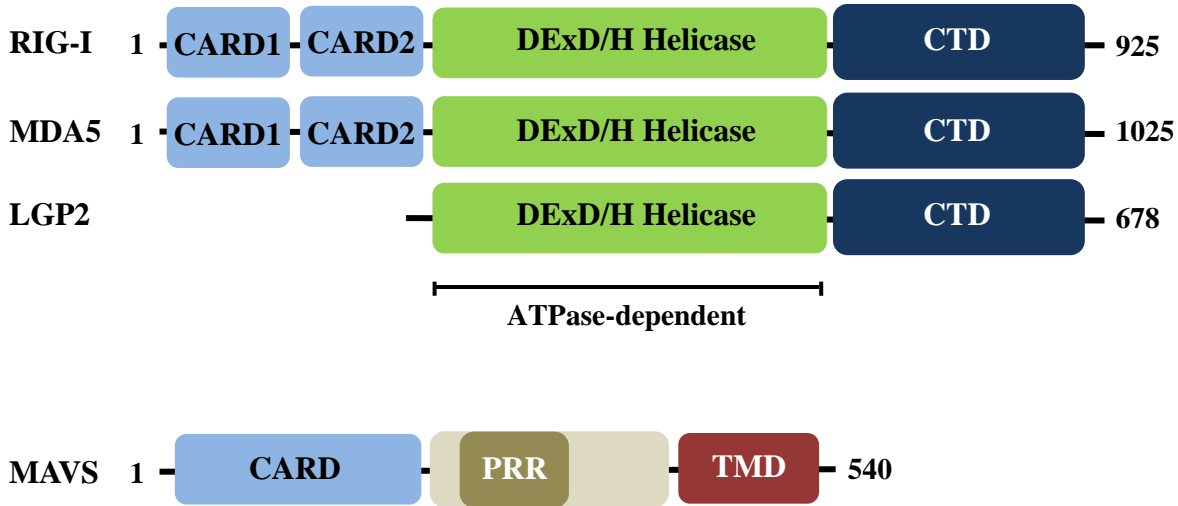 RIG-I 1 CARD1 CARD2 DExD/H Helicase CTD 925
MDA5 1 CARD1 CARD2 DExD/H Helicase CTD 1025
LGP2 DExD/H Helicase CTD 678
ATPase-dependent
MAVS 1 CARD PRR TMD 540